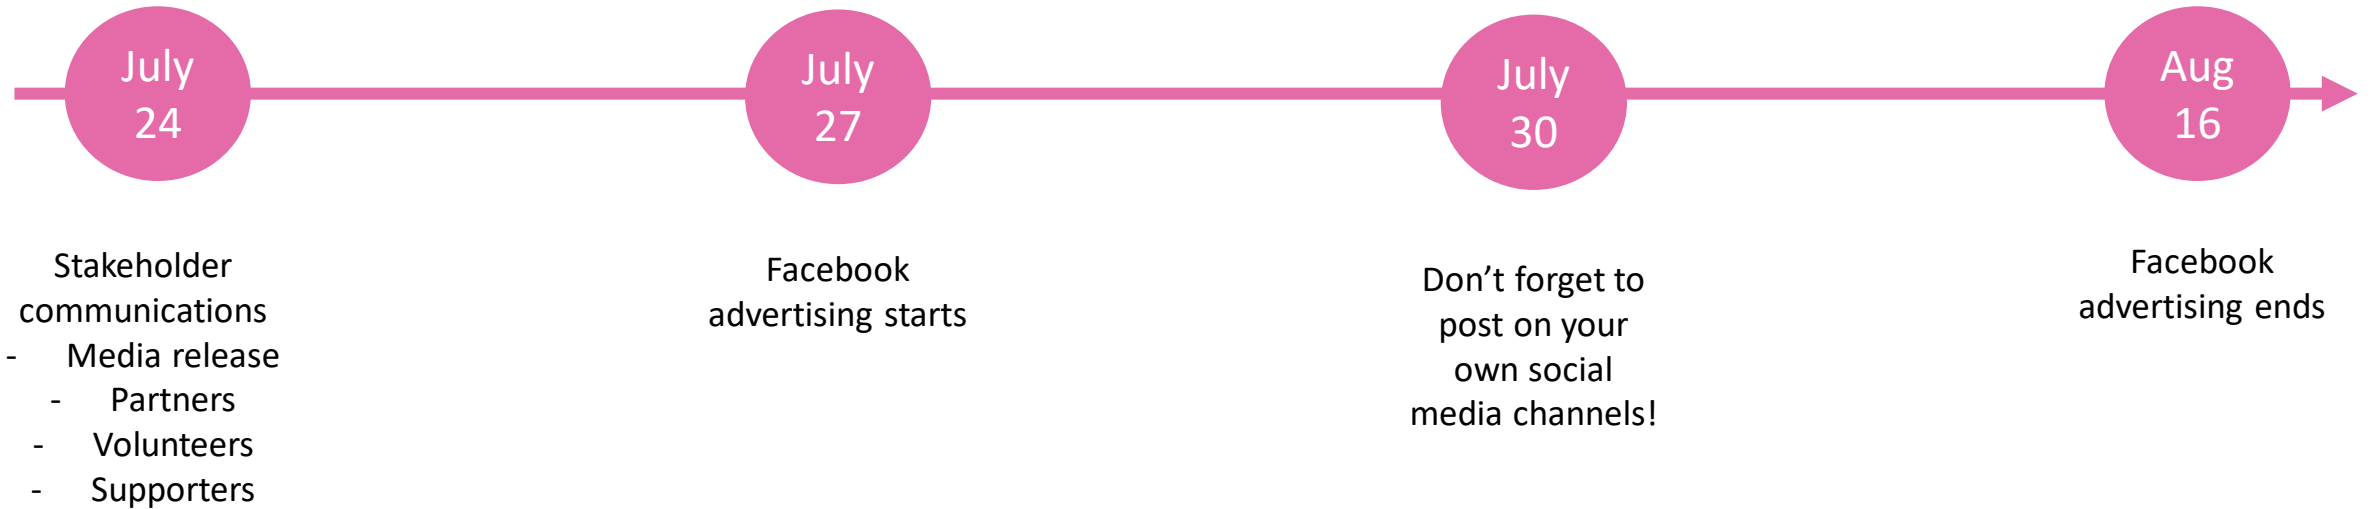 July
24
July
27
July
30
Aug
16
Stakeholder
communications
- Media release
- Partners
- Volunteers
- Supporters
Facebook
advertising starts
Don’t forget to
post on your
own social
media channels!
Facebook
advertising ends